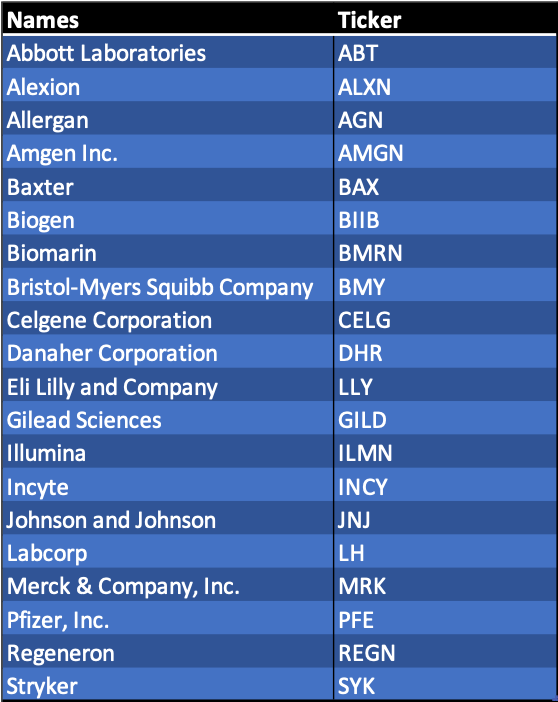 Names Ticker
Abbott Laboratories ABT
Alexion ALXN
Allergan AGN
Amgen Inc. AMGN
Baxter BAX
Biogen BIIB
Biomarin BMRN
Bristol-Myers Squibb Company BMY
Celgene Corporation CELG
Danaher Corporation DHR
Eli Lilly and Company LLY
Gilead Sciences GILD
Illumina ILMN
Incyte INCY
Johnson and Johnson JNJ
Labcorp LH
Merck & Company, Inc. MRK
Pfizer, Inc. PFE
Regeneron REGN
Stryker SYK